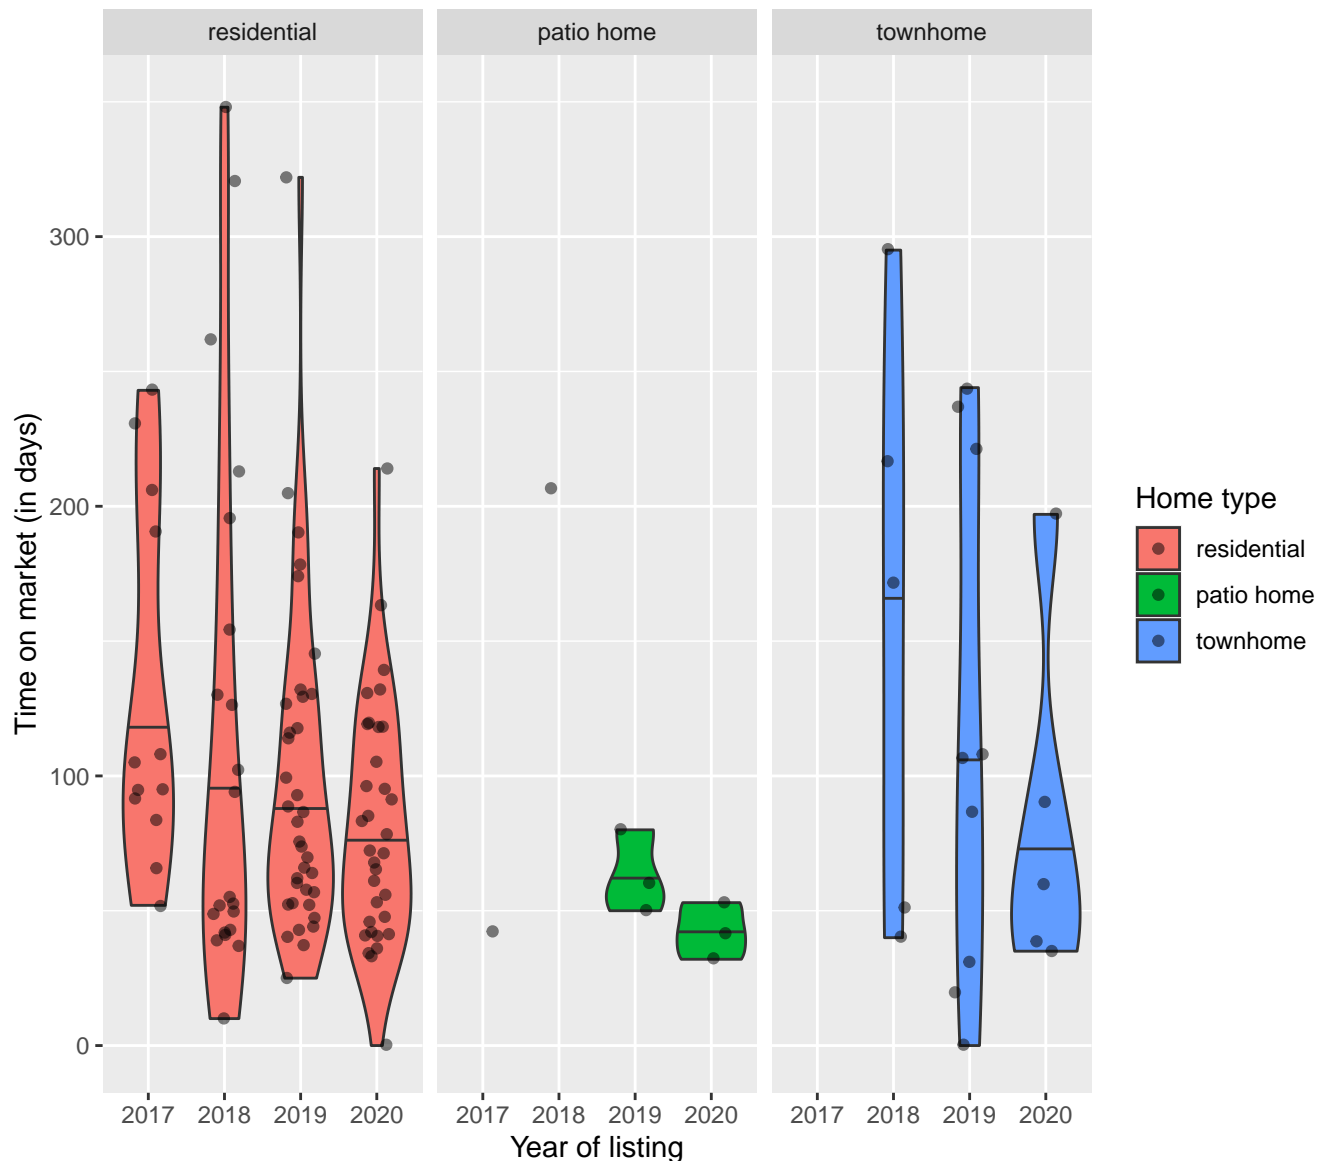 residential patio home townhome
Time on market (in days)
300
200
100
0
2017 2018 2019 2020 2017 2018 2019 2020 2017 2018 2019 2020
Year of listing
Home type
residential
patio home
townhome